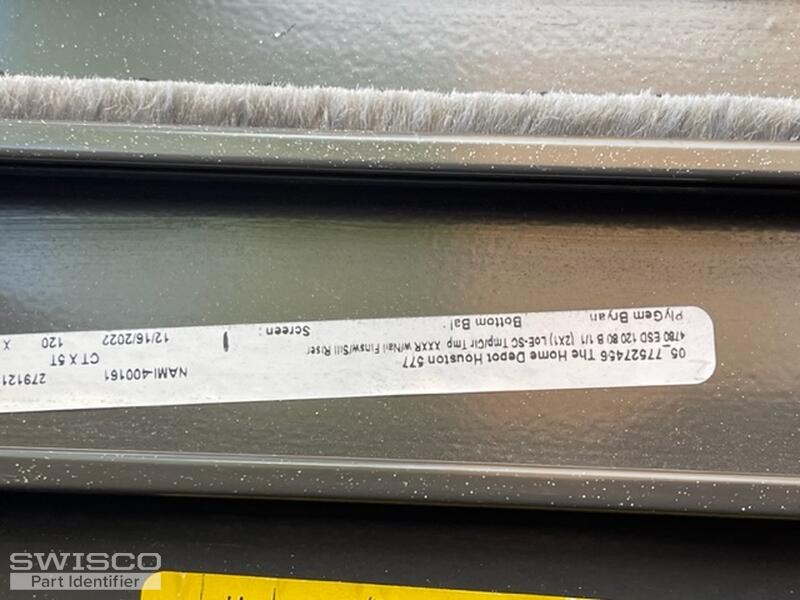 05_77527456 The Home Depot Houston 577
4780 ESD 120 80 B 1/1 (2X1) LOE-SC Tmp/Clr Tmp XXXR W/Nail Finsw/Sill Riser
PlyGem Bryan
Bottom Bal :
Screen :
NAMI-400161
CT X 5T
12/16/2022
120
X
SWISCO
Part Identifier